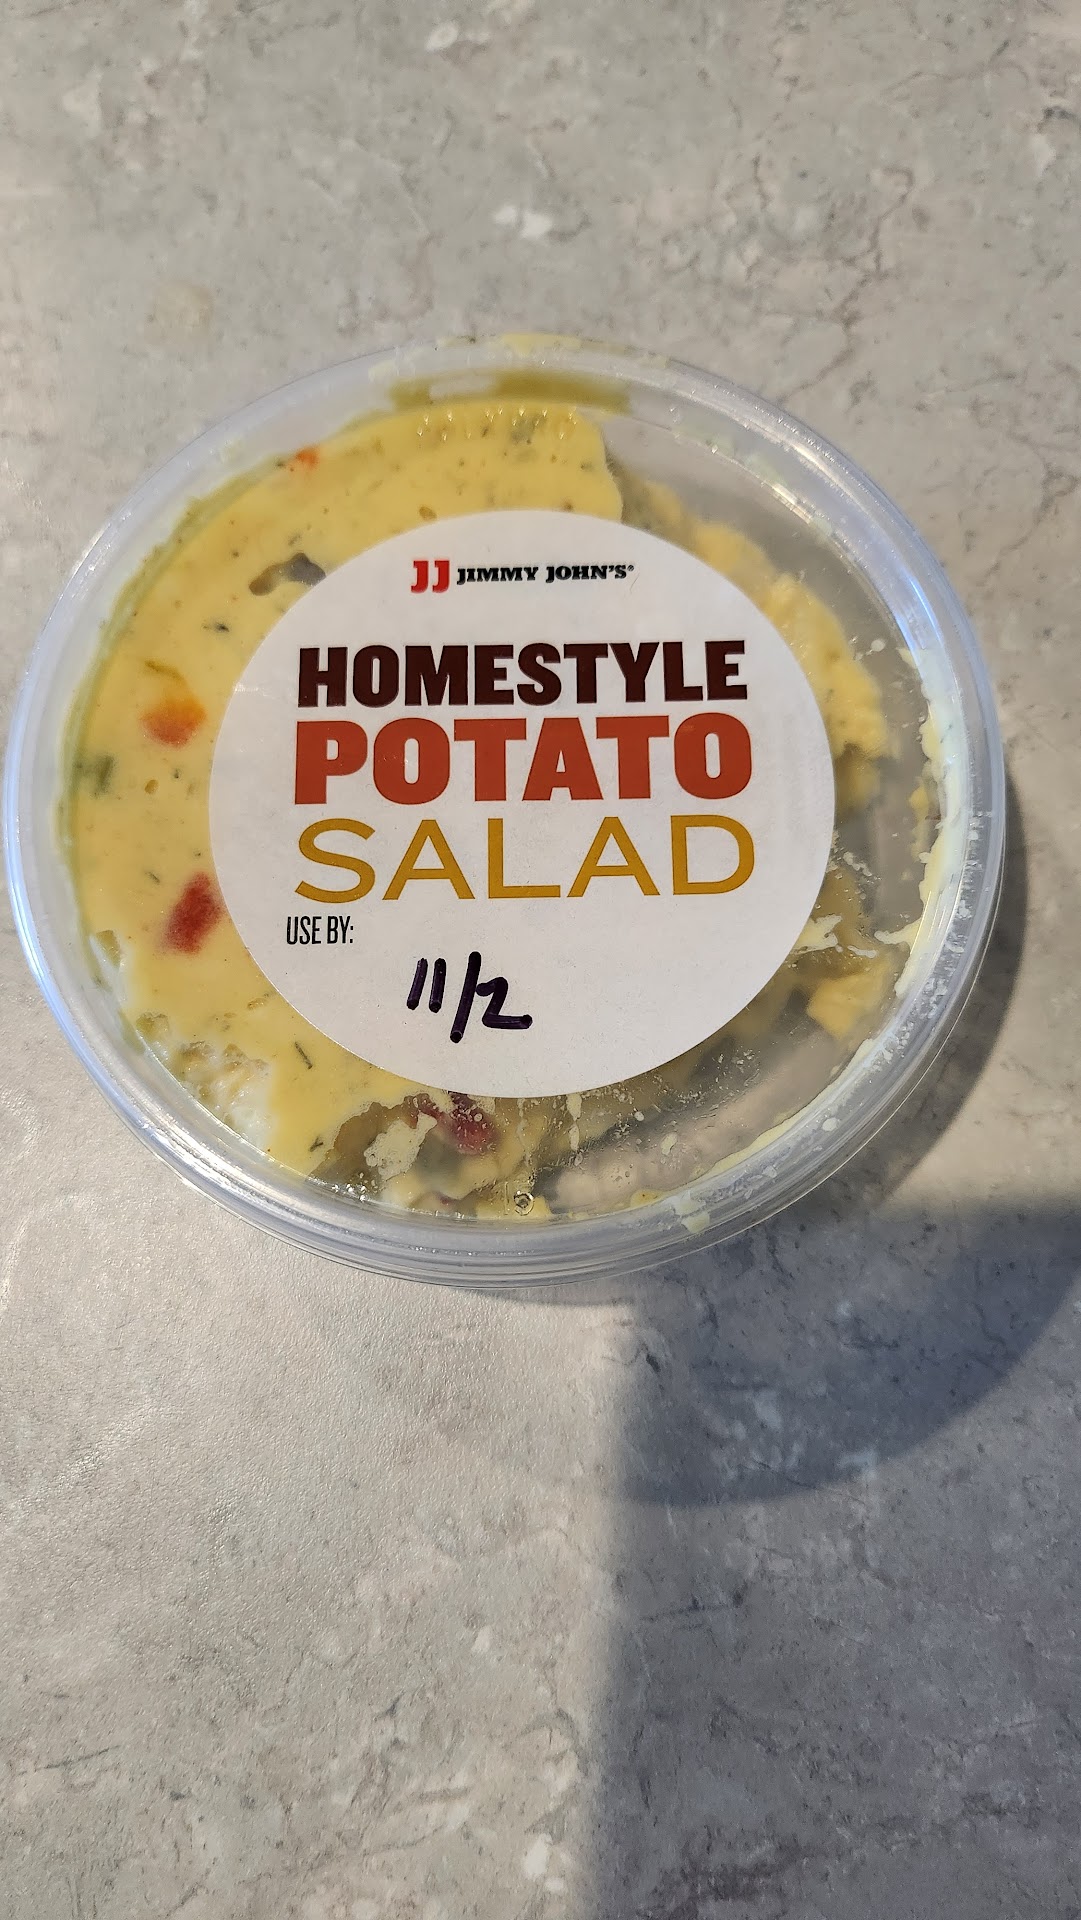 JJ JIMMY JOHN'S®
HOMESTYLE
POTATO
SALAD
USE BY:
11/2